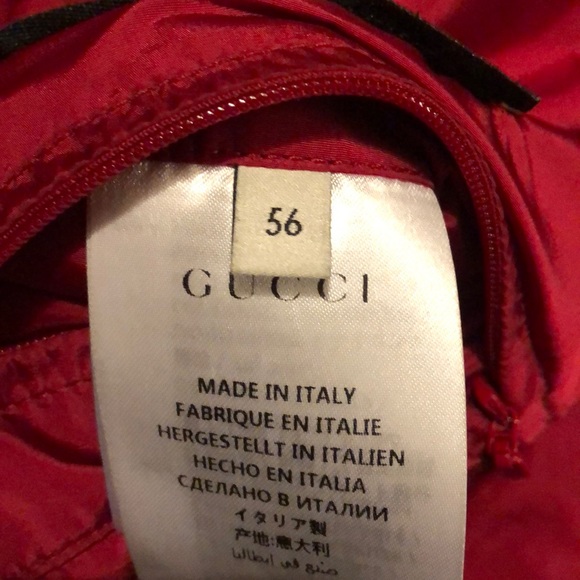 56
GUCCI
MADE IN ITALY
FABRIQUE EN ITALIE
HERGESTELLT IN ITALIEN
HECHO EN ITALIA
СДЕЛАНО В ИТАЛИИ
イタリア製
产地:意大利
صنع في ايطاليا